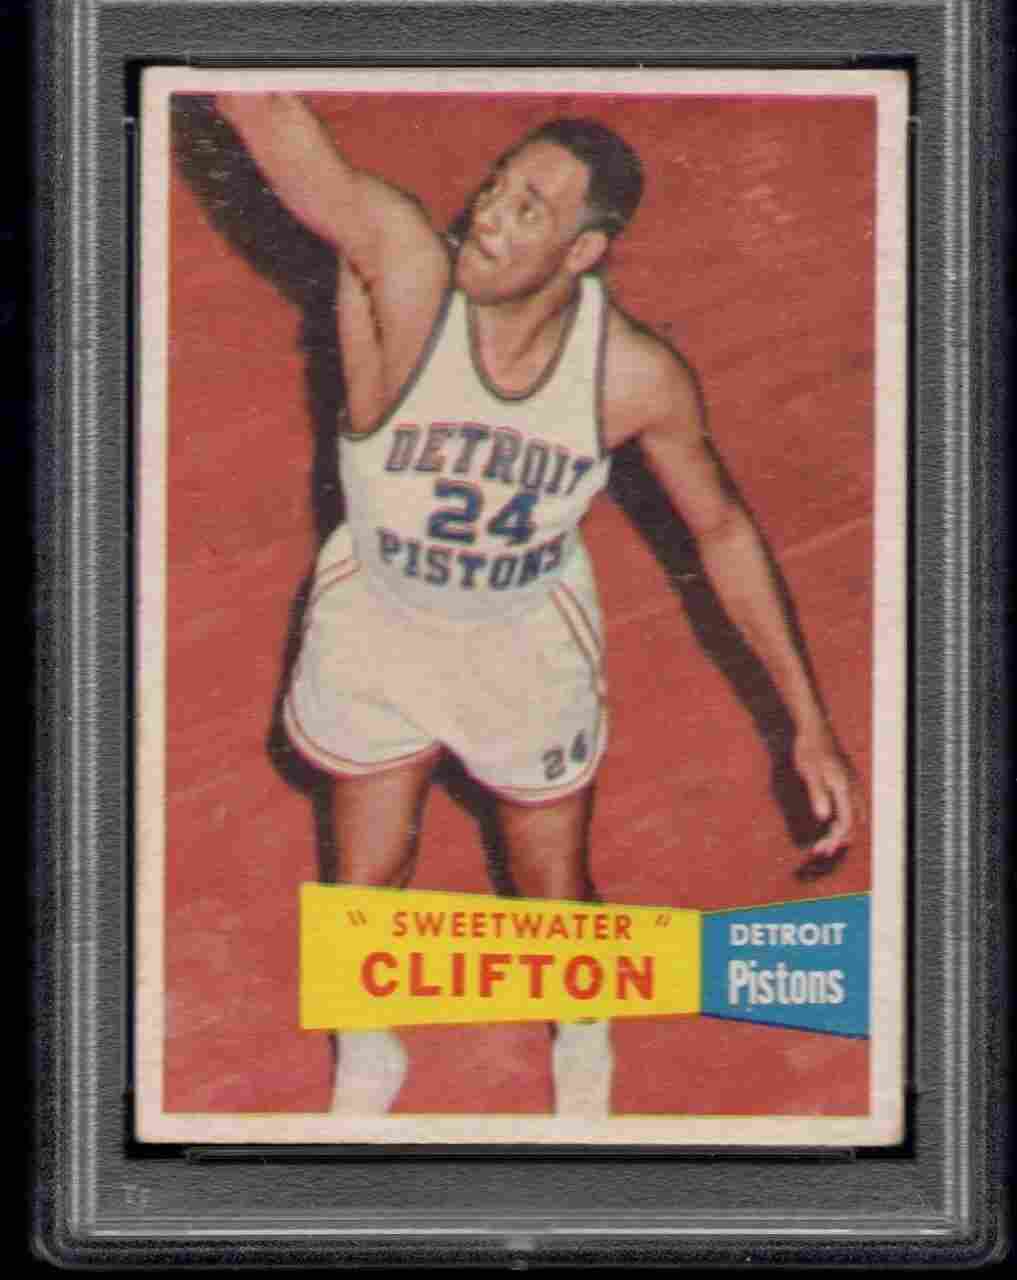 DETROIT
24
PISTONS
24
" SWEETWATER "
CLIFTON
DETROIT
Pistons